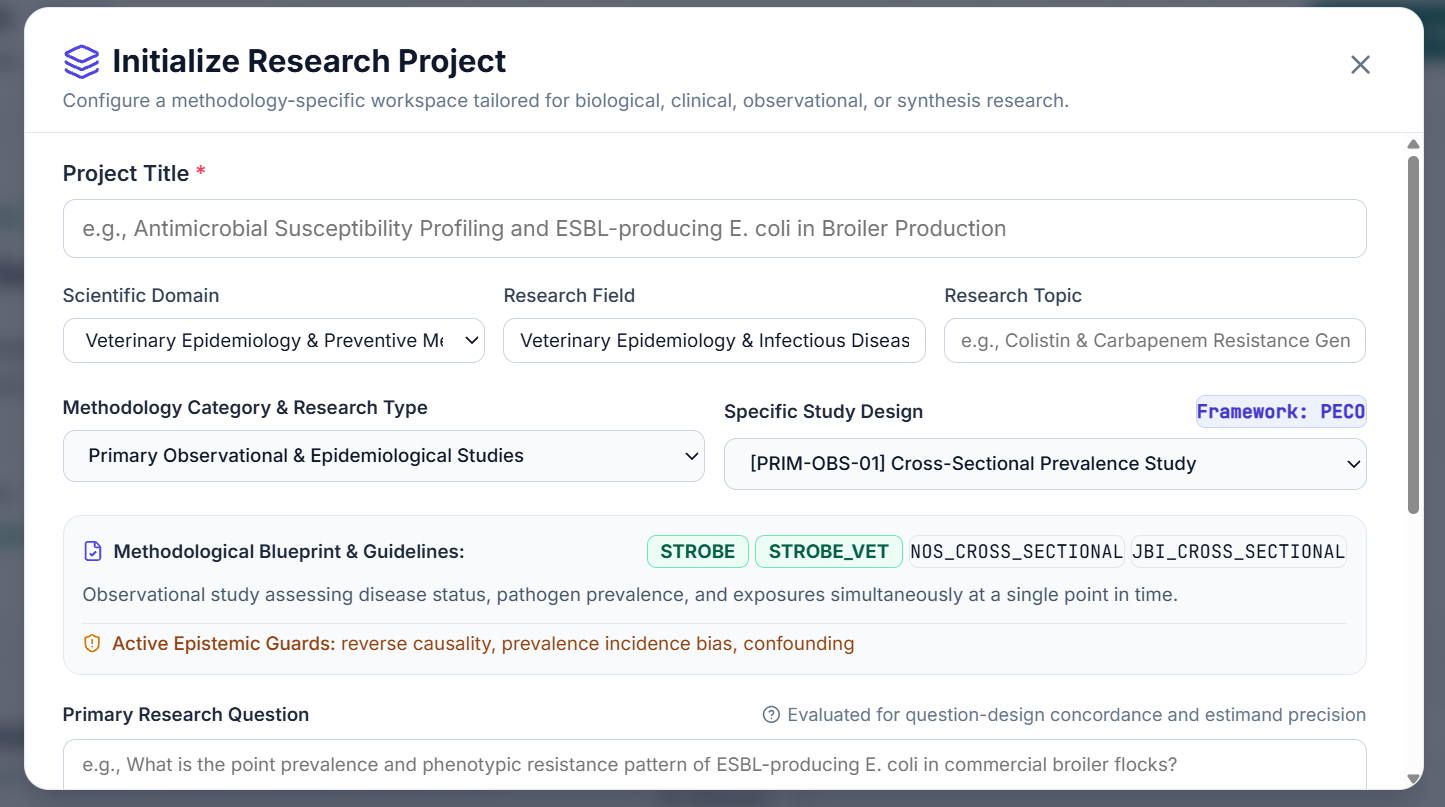 Initialize Research Project
Configure a methodology-specific workspace tailored for biological, clinical, observational, or synthesis research.
Project Title *
e.g., Antimicrobial Susceptibility Profiling and ESBL-producing E. coli in Broiler Production
Scientific Domain
Research Field
Research Topic
Veterinary Epidemiology & Preventive Me
Veterinary Epidemiology & Infectious Diseas
e.g., Colistin & Carbapenem Resistance Gen
Methodology Category & Research Type
Specific Study Design
Framework: PECO
Primary Observational & Epidemiological Studies
[PRIM-OBS-01] Cross-Sectional Prevalence Study
Methodological Blueprint & Guidelines:
STROBE
STROBE_VET
NOS_CROSS_SECTIONAL
JBI_CROSS_SECTIONAL
Observational study assessing disease status, pathogen prevalence, and exposures simultaneously at a single point in time.
Active Epistemic Guards: reverse causality, prevalence incidence bias, confounding
Primary Research Question
Evaluated for question-design concordance and estimand precision
e.g., What is the point prevalence and phenotypic resistance pattern of ESBL-producing E. coli in commercial broiler flocks?